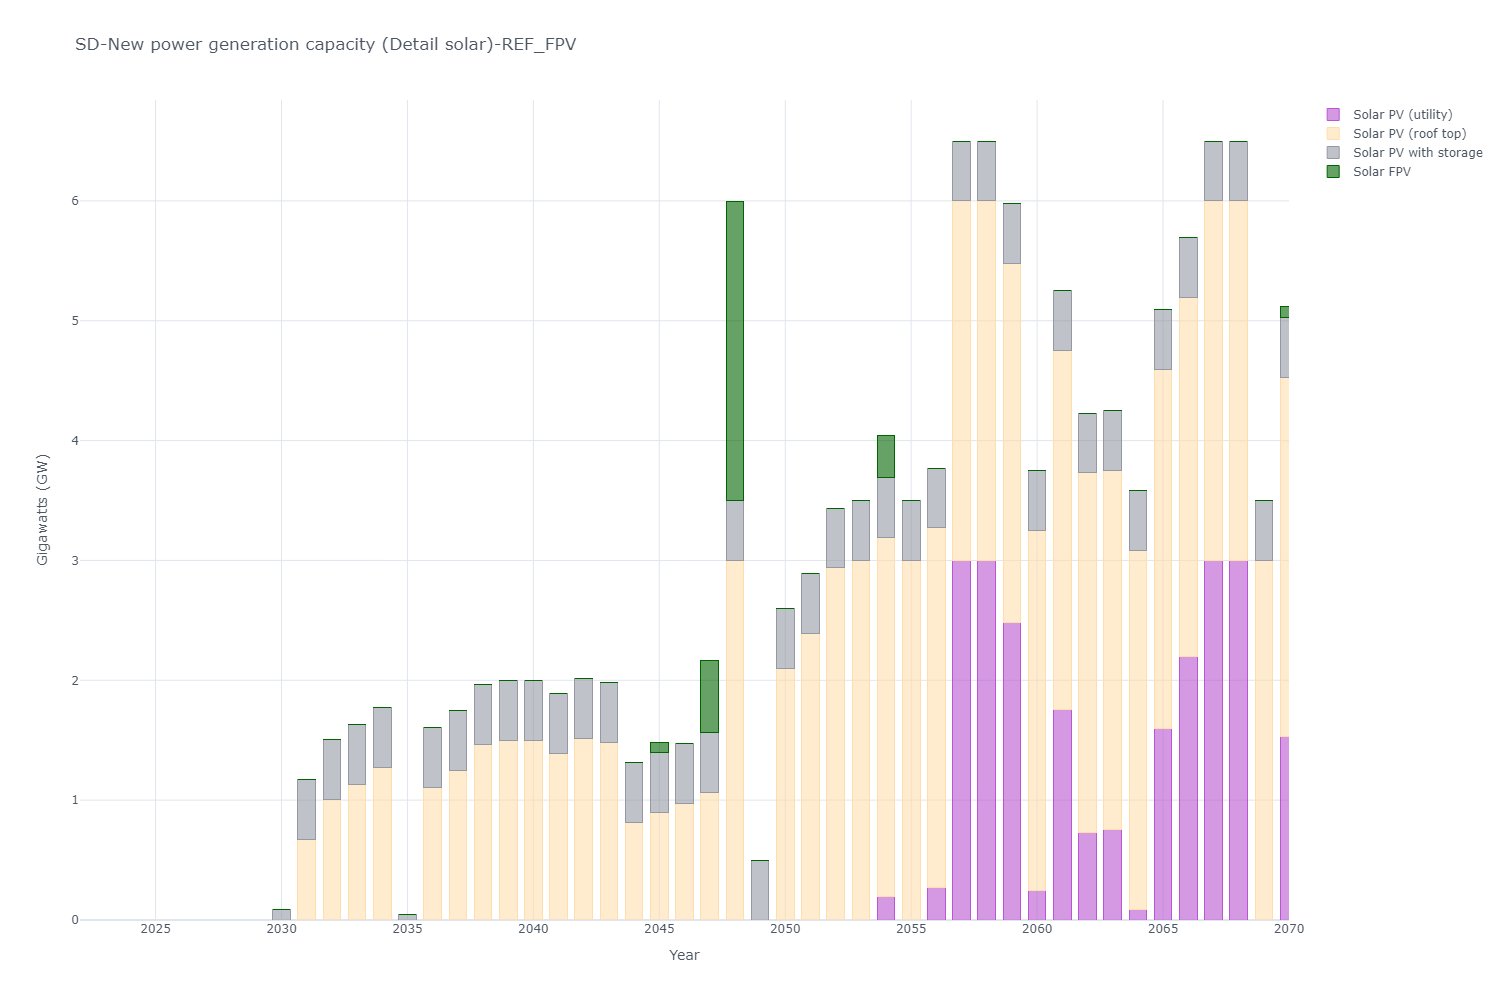 SD-New power generation capacity (Detail solar)-REF_FPV
Solar PV (utility)
Solar PV (roof top)
Solar PV with storage
Solar FPV
Gigawatts (GW)
6
5
4
3
2
1
0
2025
2030
2035
2040
2045
2050
2055
2060
2065
2070
Year